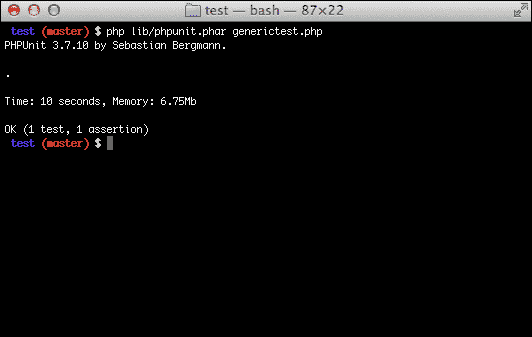 test — bash — 87×22
test (master) $ php lib/phpunit.phar generictest.php
PHPUnit 3.7.10 by Sebastian Bergmann.
.
Time: 10 seconds, Memory: 6.75Mb
OK (1 test, 1 assertion)
test (master) $